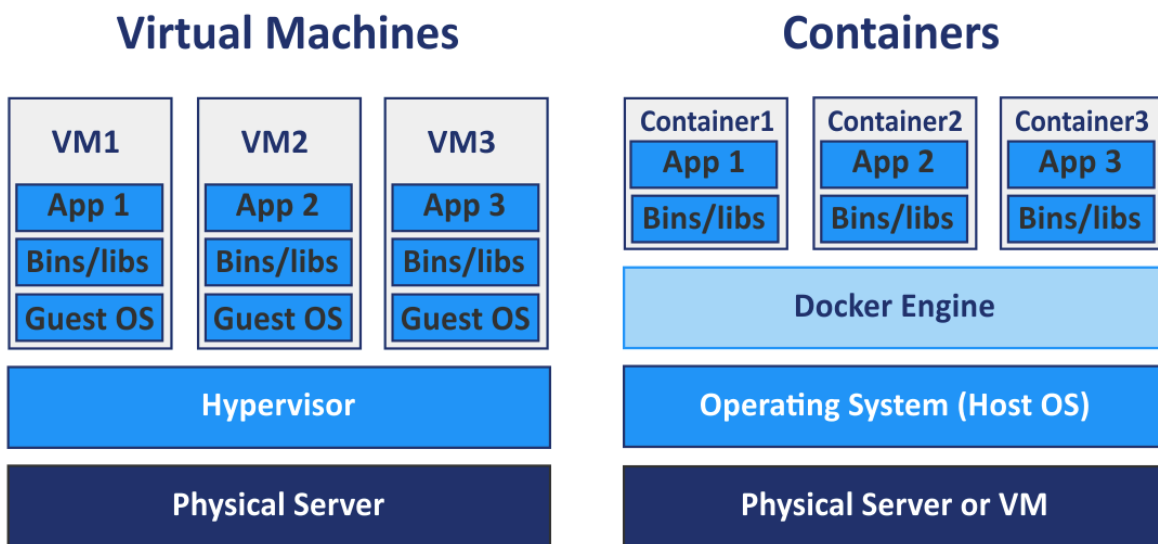 Virtual Machines
VM1 VM2 VM3
App 1 App 2 App 3
Bins/libs Bins/libs Bins/libs
Guest OS Guest OS Guest OS
Hypervisor
Physical Server
Containers
Container1 Container2 Container3
App 1 App 2 App 3
Bins/libs Bins/libs Bins/libs
Docker Engine
Operating System (Host OS)
Physical Server or VM